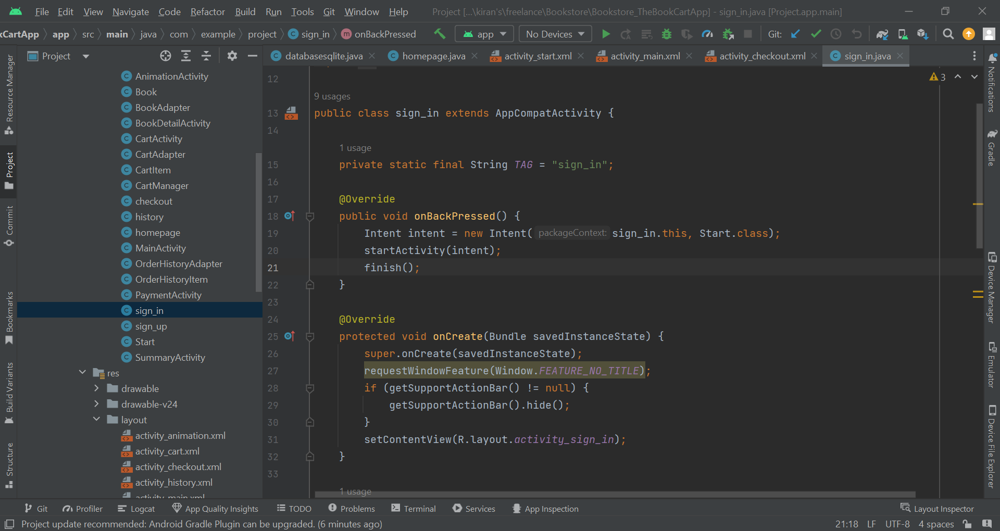 File Edit View Navigate Code Refactor Build Run Tools Git Window Help Project [...\kiran's\freelance\Bookstore\Bookstore_TheBookCartApp] - sign_in.java [Project.app.main]
xCartApp app src main java com example project sign_in onBackPressed app No Devices Git:
Project
databasesqlite.java homepage.java activity_start.xml activity_main.xml activity_checkout.xml sign_in.java
Resource Manager
Project
Commit
Bookmarks
Build Variants
Structure
AnimationActivity
Book
BookAdapter
BookDetailActivity
CartActivity
CartAdapter
CartItem
CartManager
checkout
history
homepage
MainActivity
OrderHistoryAdapter
OrderHistoryItem
PaymentActivity
sign_in
sign_up
Start
SummaryActivity
res
drawable
drawable-v24
layout
activity_animation.xml
activity_cart.xml
activity_checkout.xml
activity_history.xml
activity_main.xml
3
12
9 usages
13 public class sign_in extends AppCompatActivity {
14
1 usage
15 private static final String TAG = "sign_in";
16
17 @Override
18 public void onBackPressed() {
19 Intent intent = new Intent( packageContext: sign_in.this, Start.class);
20 startActivity(intent);
21 finish();
22 }
23
24 @Override
25 protected void onCreate(Bundle savedInstanceState) {
26 super.onCreate(savedInstanceState);
27 requestWindowFeature(Window.FEATURE_NO_TITLE);
28 if (getSupportActionBar() != null) {
29 getSupportActionBar().hide();
30 }
31 setContentView(R.layout.activity_sign_in);
32 }
33
1 usage
Notifications
Gradle
Device Manager
Emulator
Device File Explorer
Git Profiler Logcat App Quality Insights TODO Problems Terminal Services App Inspection Layout Inspector
Project update recommended: Android Gradle Plugin can be upgraded. (6 minutes ago) 21:18 LF UTF-8 4 spaces